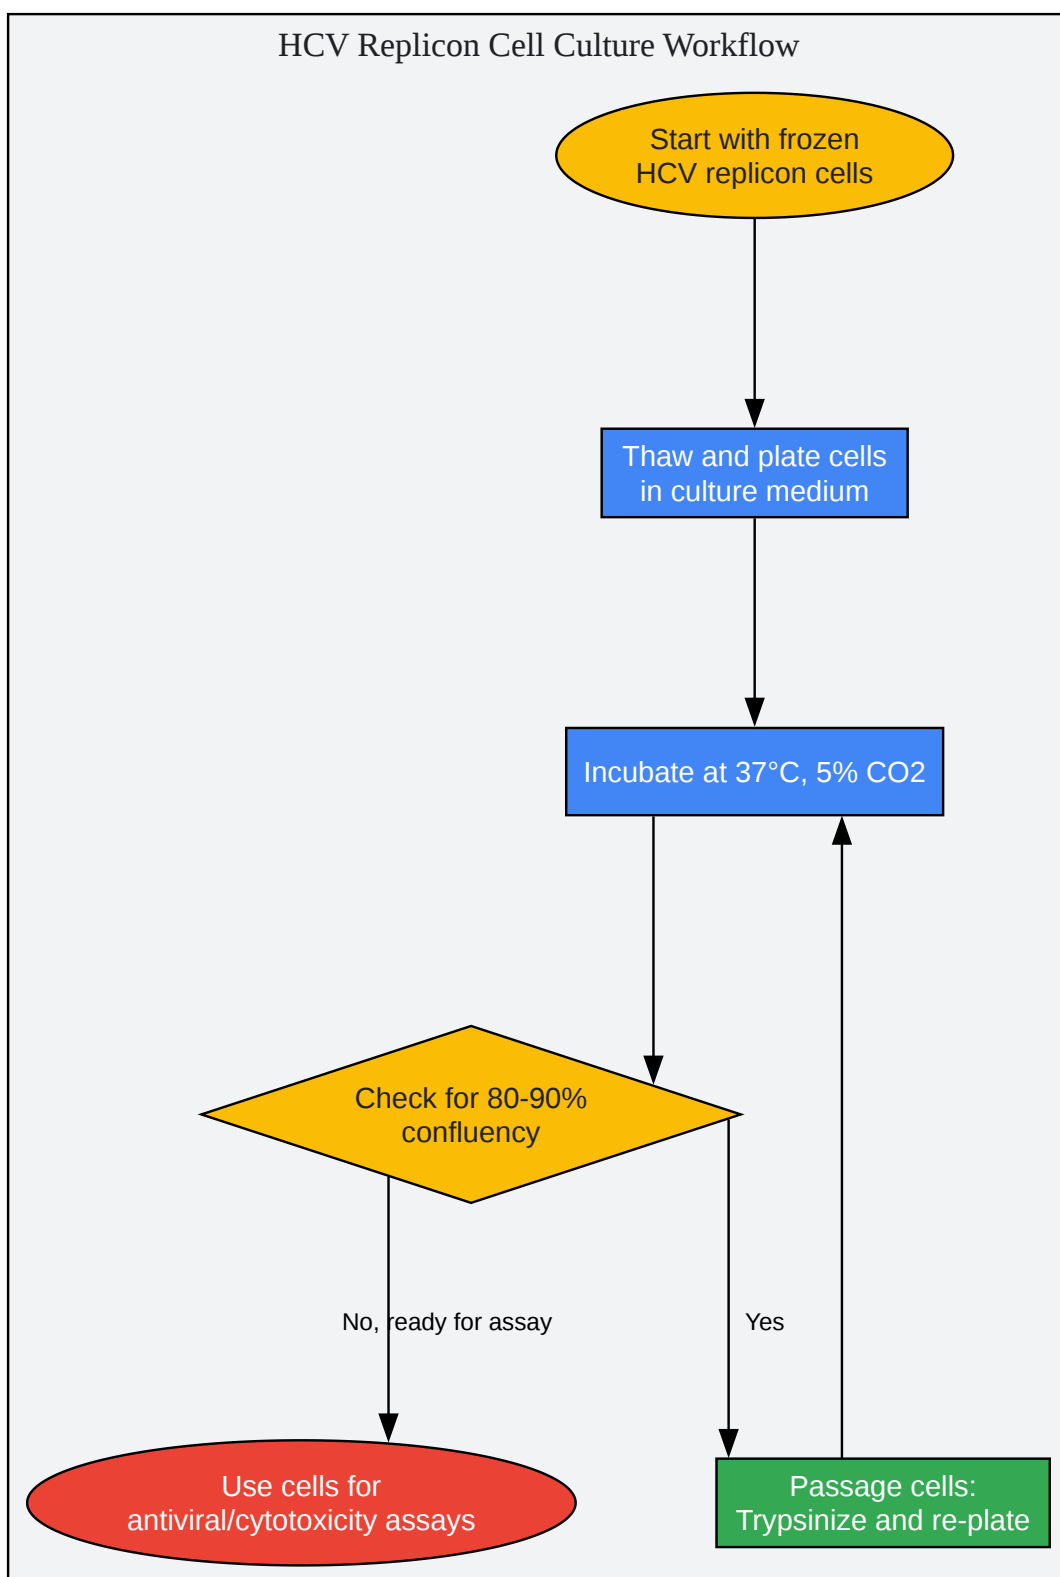 HCV Replicon Cell Culture Workflow
Start with frozen
HCV replicon cells
Thaw and plate cells
in culture medium
Incubate at 37°C, 5% CO2
Check for 80-90%
confluency
No, ready for assay
Yes
Use cells for
antiviral/cytotoxicity assays
Passage cells:
Trypsinize and re-plate